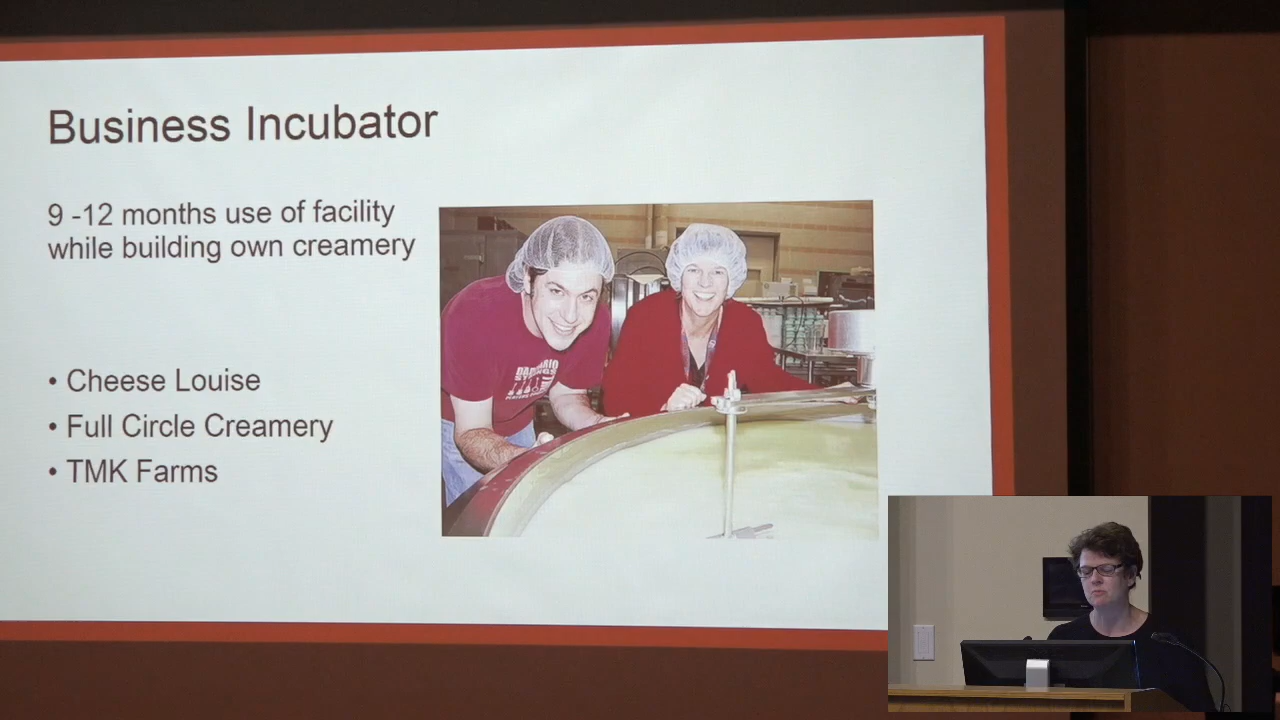 Business Incubator
9 -12 months use of facility
while building own creamery
• Cheese Louise
• Full Circle Creamery
• TMK Farms